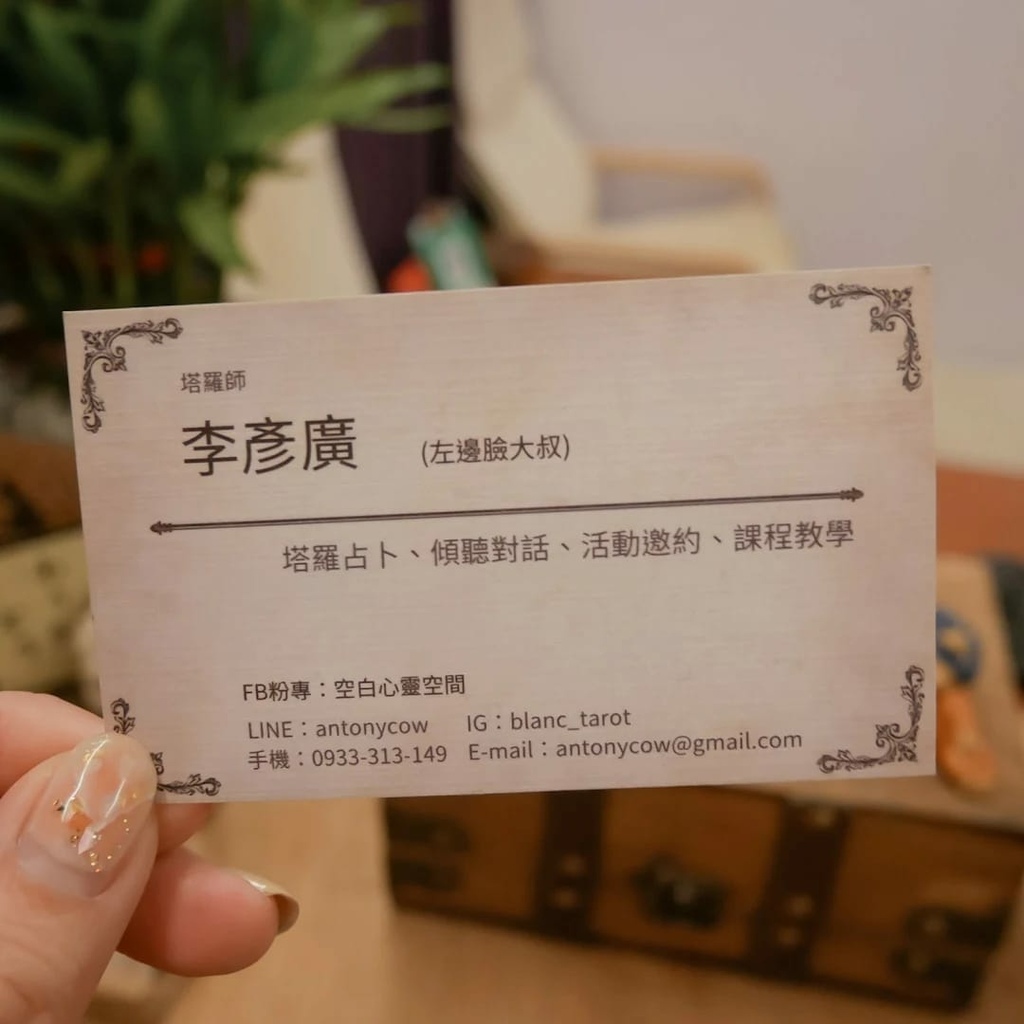 塔羅師
李彥廣 (左邊臉大叔)
塔羅占卜、傾聽對話、活動邀約、課程教學
FB粉專：空白心靈空間
LINE：antonycow IG：blanc_tarot
手機：0933-313-149 E-mail：antonycow@gmail.com